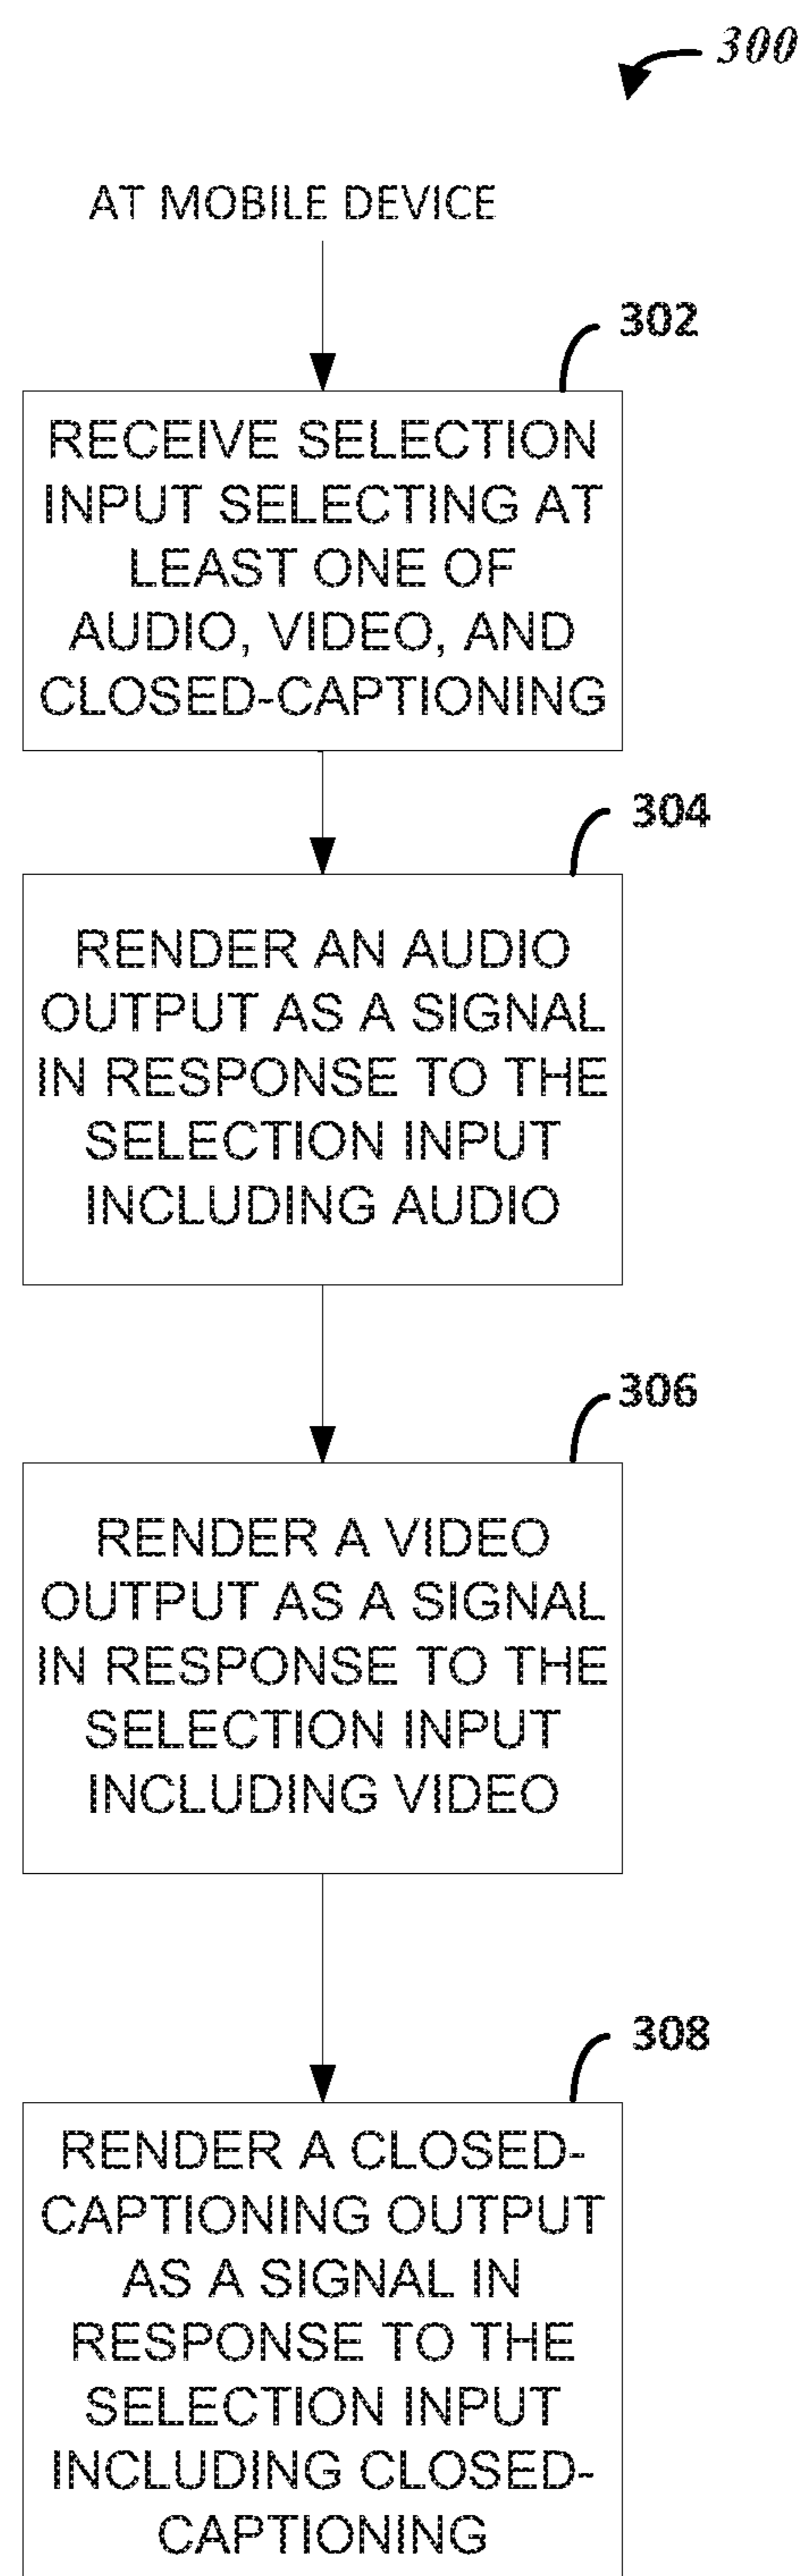 300
AT MOBILE DEVICE
302
RECEIVE SELECTION
INPUT SELECTING AT
LEAST ONE OF
AUDIO, VIDEO, AND
CLOSED-CAPTIONING
304
RENDER AN AUDIO
OUTPUT AS A SIGNAL
IN RESPONSE TO THE
SELECTION INPUT
INCLUDING AUDIO
306
RENDER A VIDEO
OUTPUT AS A SIGNAL
IN RESPONSE TO THE
SELECTION INPUT
INCLUDING VIDEO
308
RENDER A CLOSED-
CAPTIONING OUTPUT
AS A SIGNAL IN
RESPONSE TO THE
SELECTION INPUT
INCLUDING CLOSED-
CAPTIONING